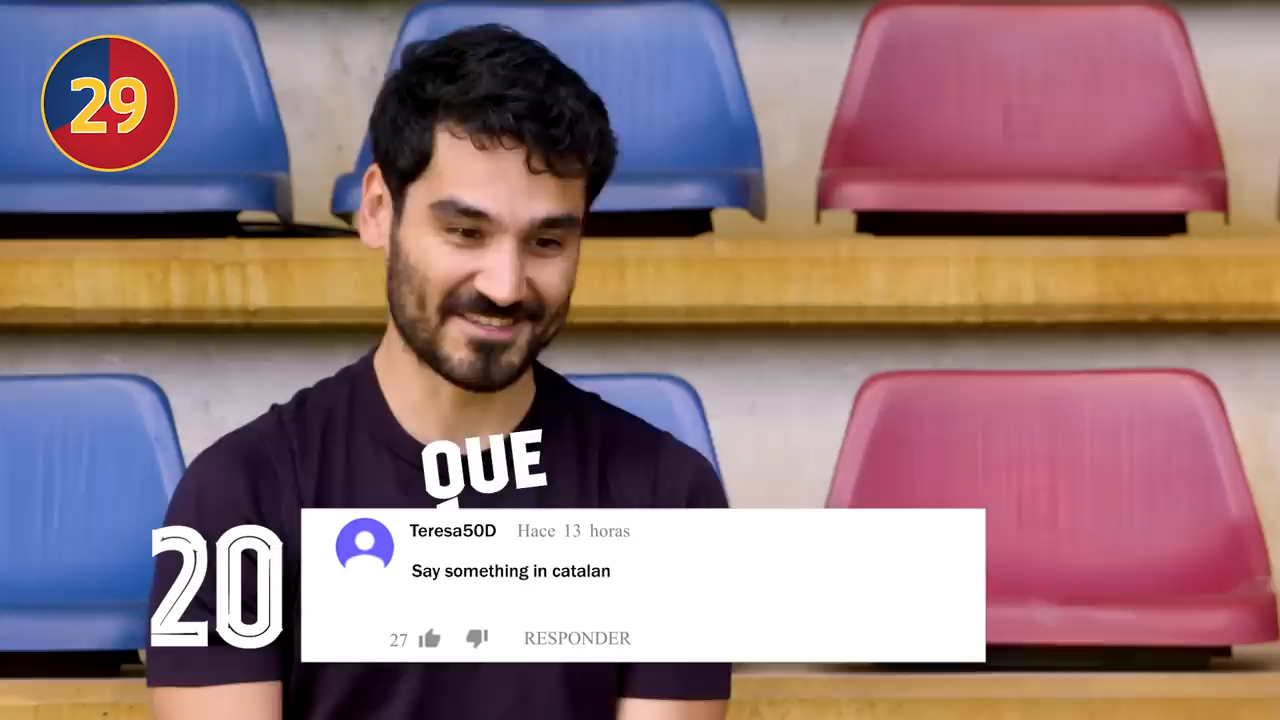 29
QUE
20
Teresa50D Hace 13 horas
Say something in catalan
27 RESPONDER